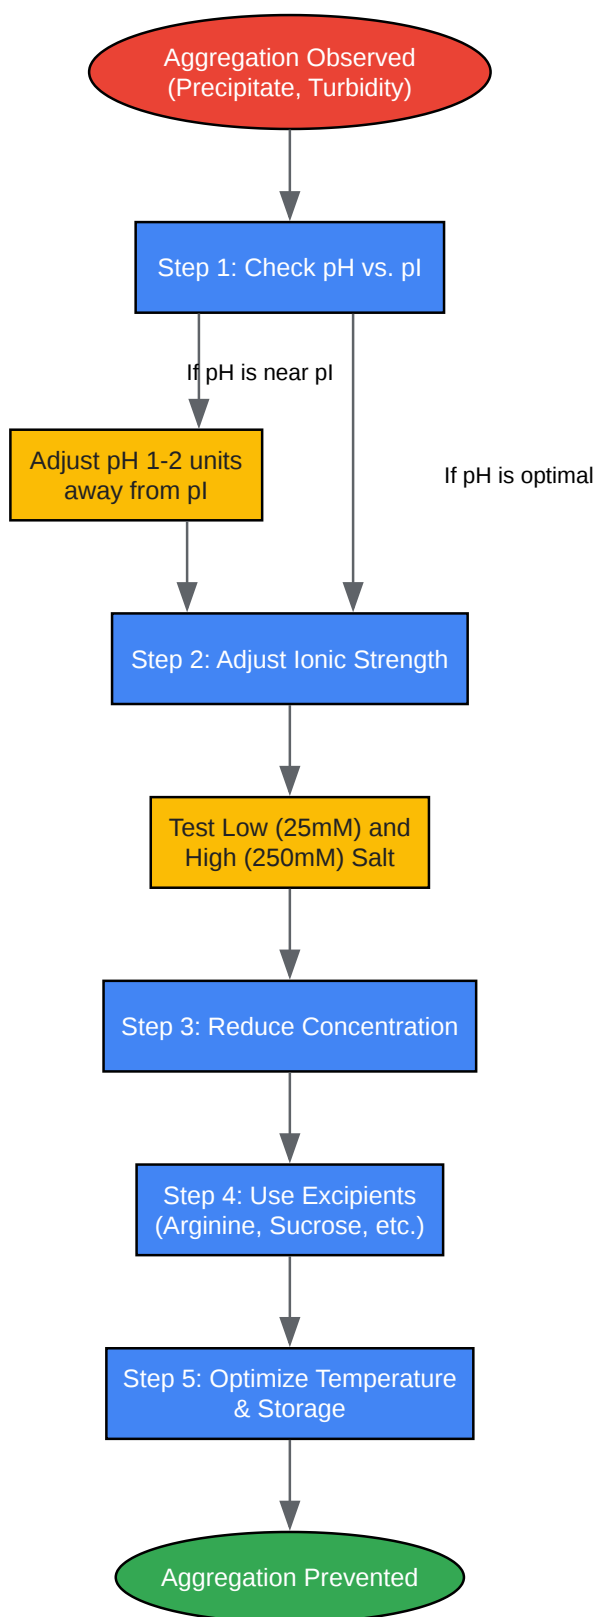 Aggregation Observed
(Precipitate, Turbidity)
Step 1: Check pH vs. pI
If pH is near pI
Adjust pH 1-2 units
away from pI
If pH is optimal
Step 2: Adjust Ionic Strength
Test Low (25mM) and
High (250mM) Salt
Step 3: Reduce Concentration
Step 4: Use Excipients
(Arginine, Sucrose, etc.)
Step 5: Optimize Temperature
& Storage
Aggregation Prevented